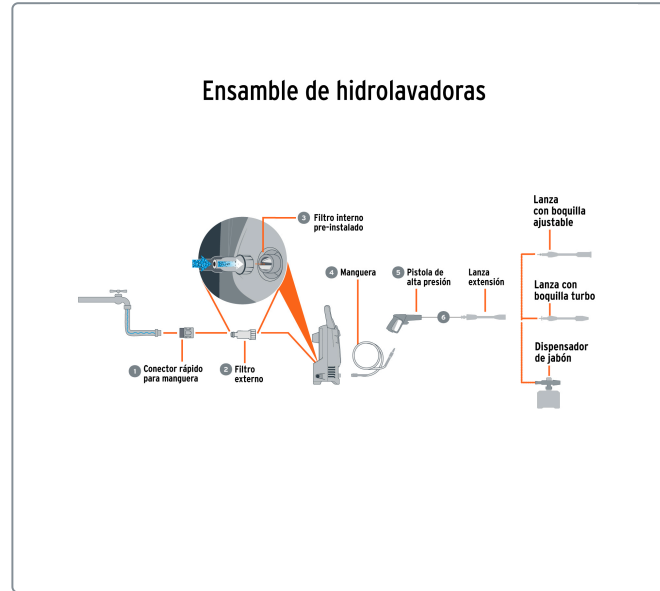 Ensamble de hidrolavadoras
3 Filtro interno
pre-instalado
4 Manguera
5 Pistola de
alta presión
Lanza
extensión
6
Lanza
con boquilla
ajustable
Lanza con
boquilla turbo
Dispensador
de jabón
1 Conector rápido
para manguera
2 Filtro
externo